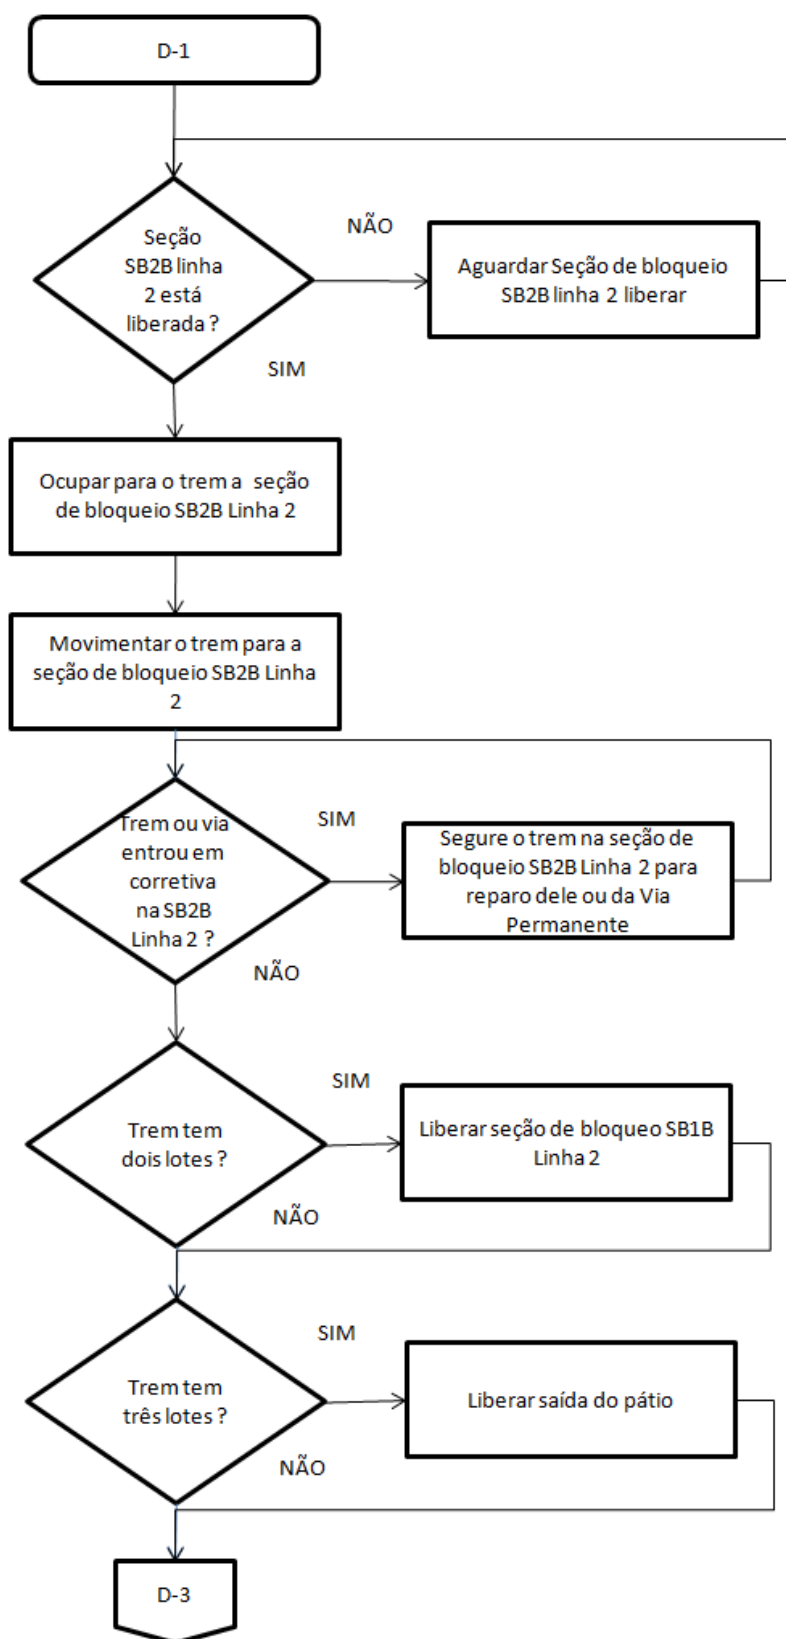 D-1
Seção
SB2B linha
2 está
liberada ?
NÃO
Aguardar Seção de bloqueio
SB2B linha 2 liberar
SIM
Ocupar para o trem a seção
de bloqueio SB2B Linha 2
Movimentar o trem para a
seção de bloqueio SB2B Linha
2
Trem ou via
entrou em
corretiva
na SB2B
Linha 2 ?
SIM
Segure o trem na seção de
bloqueio SB2B Linha 2 para
reparo dele ou da Via
Permanente
NÃO
Trem tem
dois lotes ?
SIM
Liberar seção de bloqueo SB1B
Linha 2
NÃO
Trem tem
três lotes ?
SIM
Liberar saída do pátio
NÃO
D-3